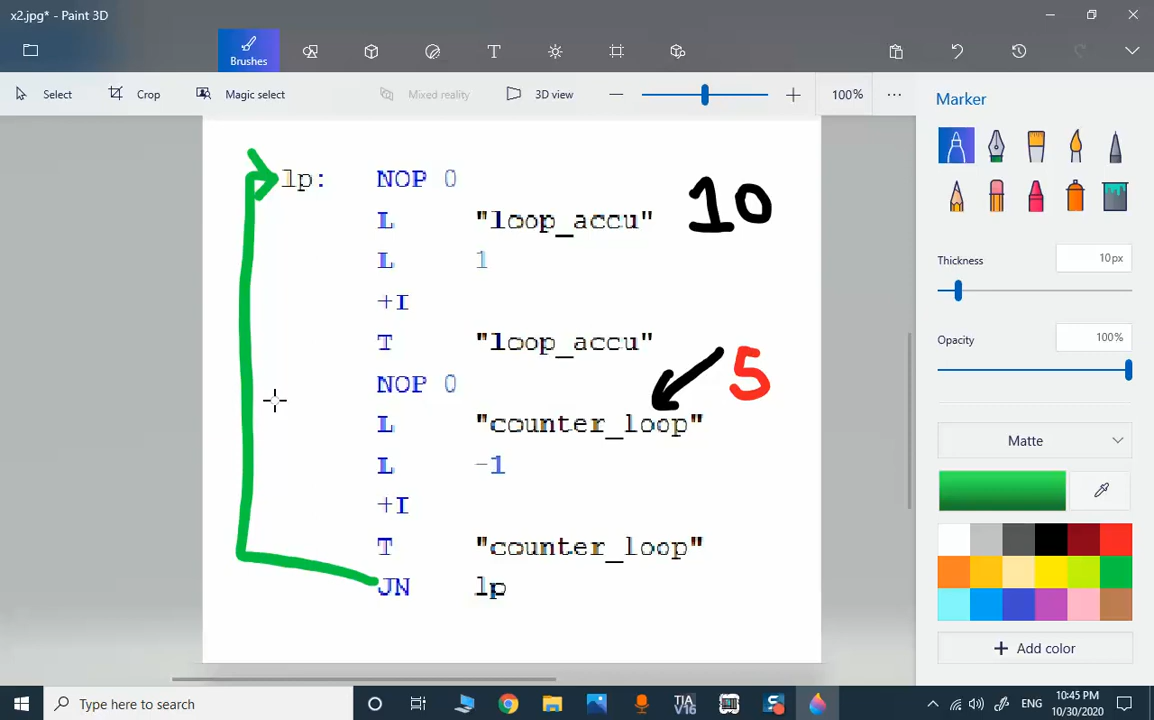 x2.jpg* - Paint 3D
Brushes
Select
Crop
Magic select
Mixed reality
3D view
100%
Marker
lp: NOP 0
L "loop_accu" 10
L 1
+I
T "loop_accu"
NOP 0
5
L "counter_loop"
L -1
+I
T "counter_loop"
JN lp
Thickness
10px
Opacity
100%
Matte
Add color
Type here to search
TIA
V16
ENG
10:45 PM
10/30/2020